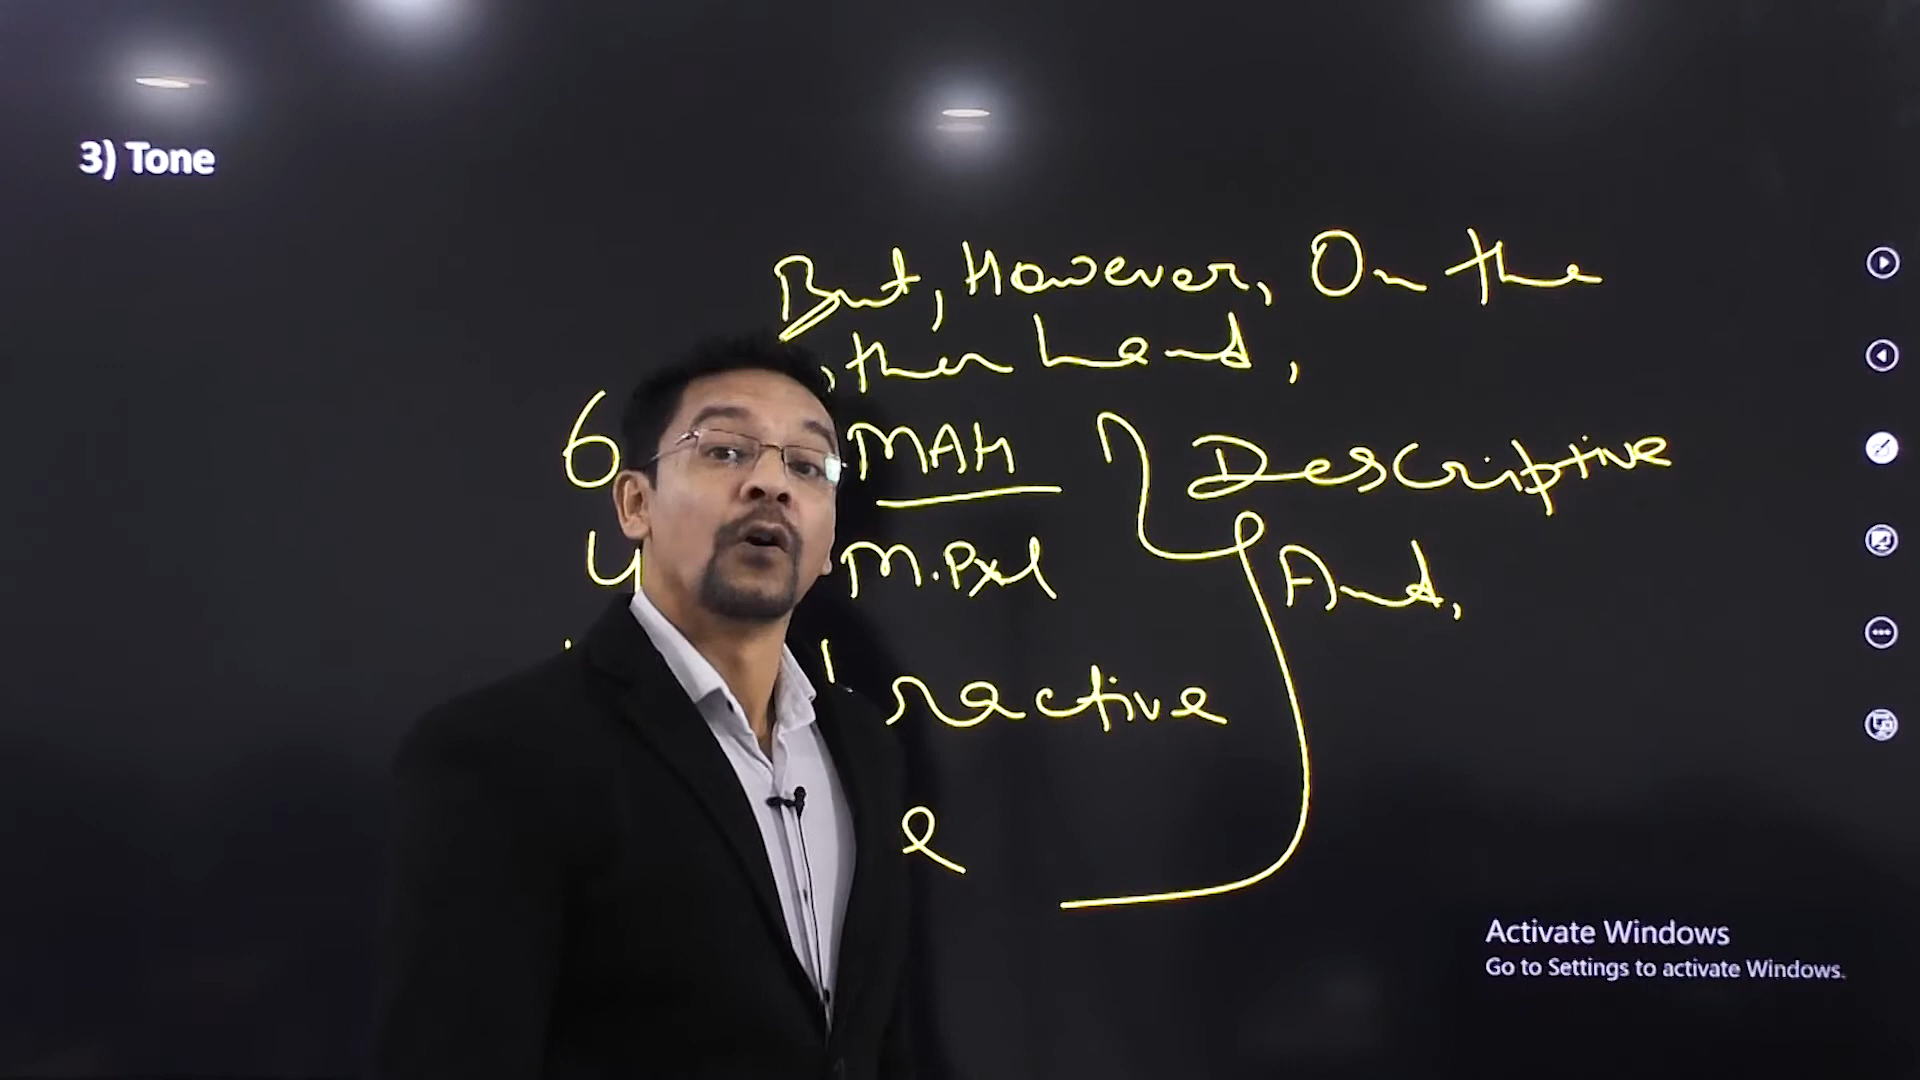 3) Tone
But, However, On the
ther hand,
6 MAH Descriptive
4 M.Pxl And,
ractive
e
Activate Windows
Go to Settings to activate Windows.